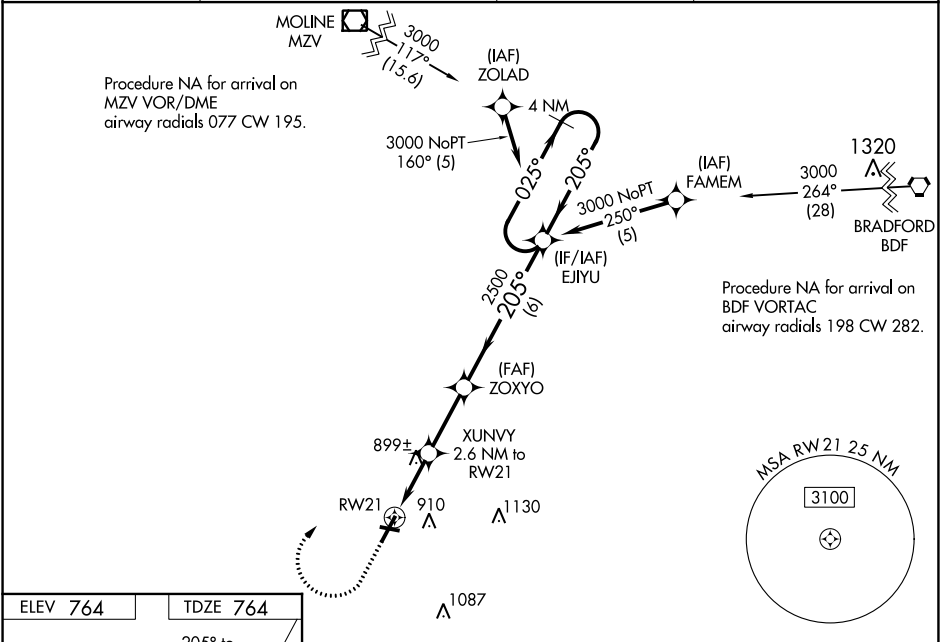 MOLINE
MZV
3000
117°
(15.6)
(IAF)
ZOLAD
Procedure NA for arrival on
MZV VOR/DME
airway radials 077 CW 195.
4 NM
3000 NoPT
160° (5)
025°
205°
(IAF)
FAMEM
3000 NoPT
250°
(5)
1320
3000
264°
(28)
BRADFORD
BDF
(IF/IAF)
EJIYU
2500
205°
(6)
Procedure NA for arrival on
BDF VORTAC
airway radials 198 CW 282.
(FAF)
ZOXYO
899±
XUNVY
2.6 NM to
RW21
MSA RW21 25 NM
3100
RW21
910
1130
1087
ELEV 764
TDZE 764
205° to